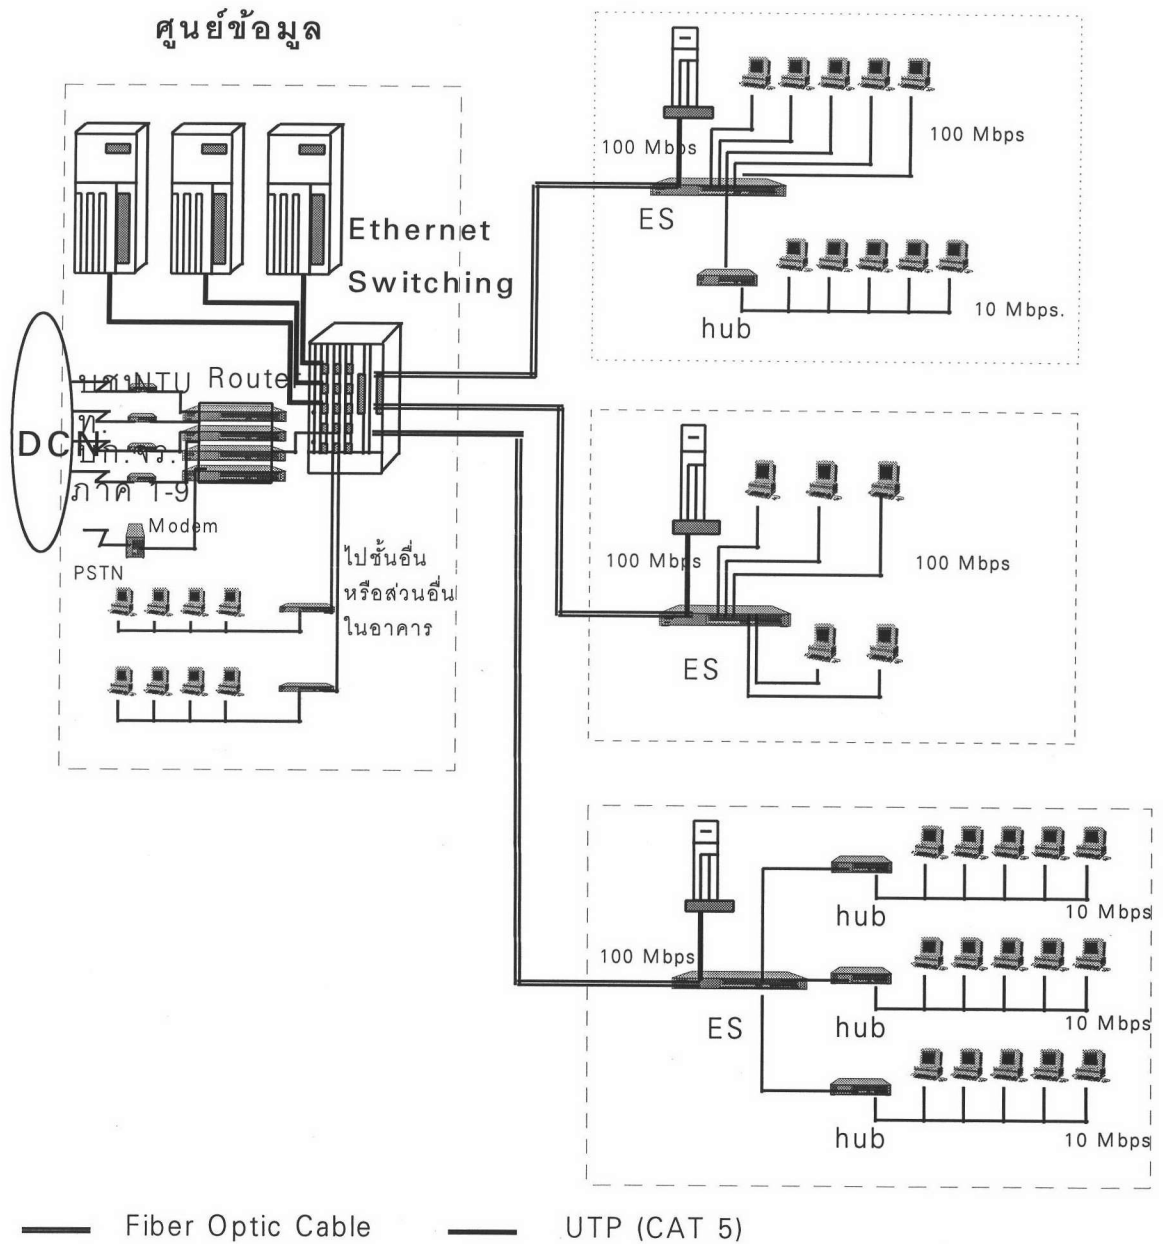 ศูนย์ข้อมูล
Ethernet
Switching
NTU Router
DCN
ภาค 1-9
Modem
PSTN
ไปชั้นอื่น
หรือส่วนอื่น
ในอาคาร
100 Mbps
100 Mbps
ES
hub
10 Mbps.
100 Mbps
100 Mbps
ES
100 Mbps
ES
hub
10 Mbps
hub
10 Mbps
hub
10 Mbps
Fiber Optic Cable
UTP (CAT 5)